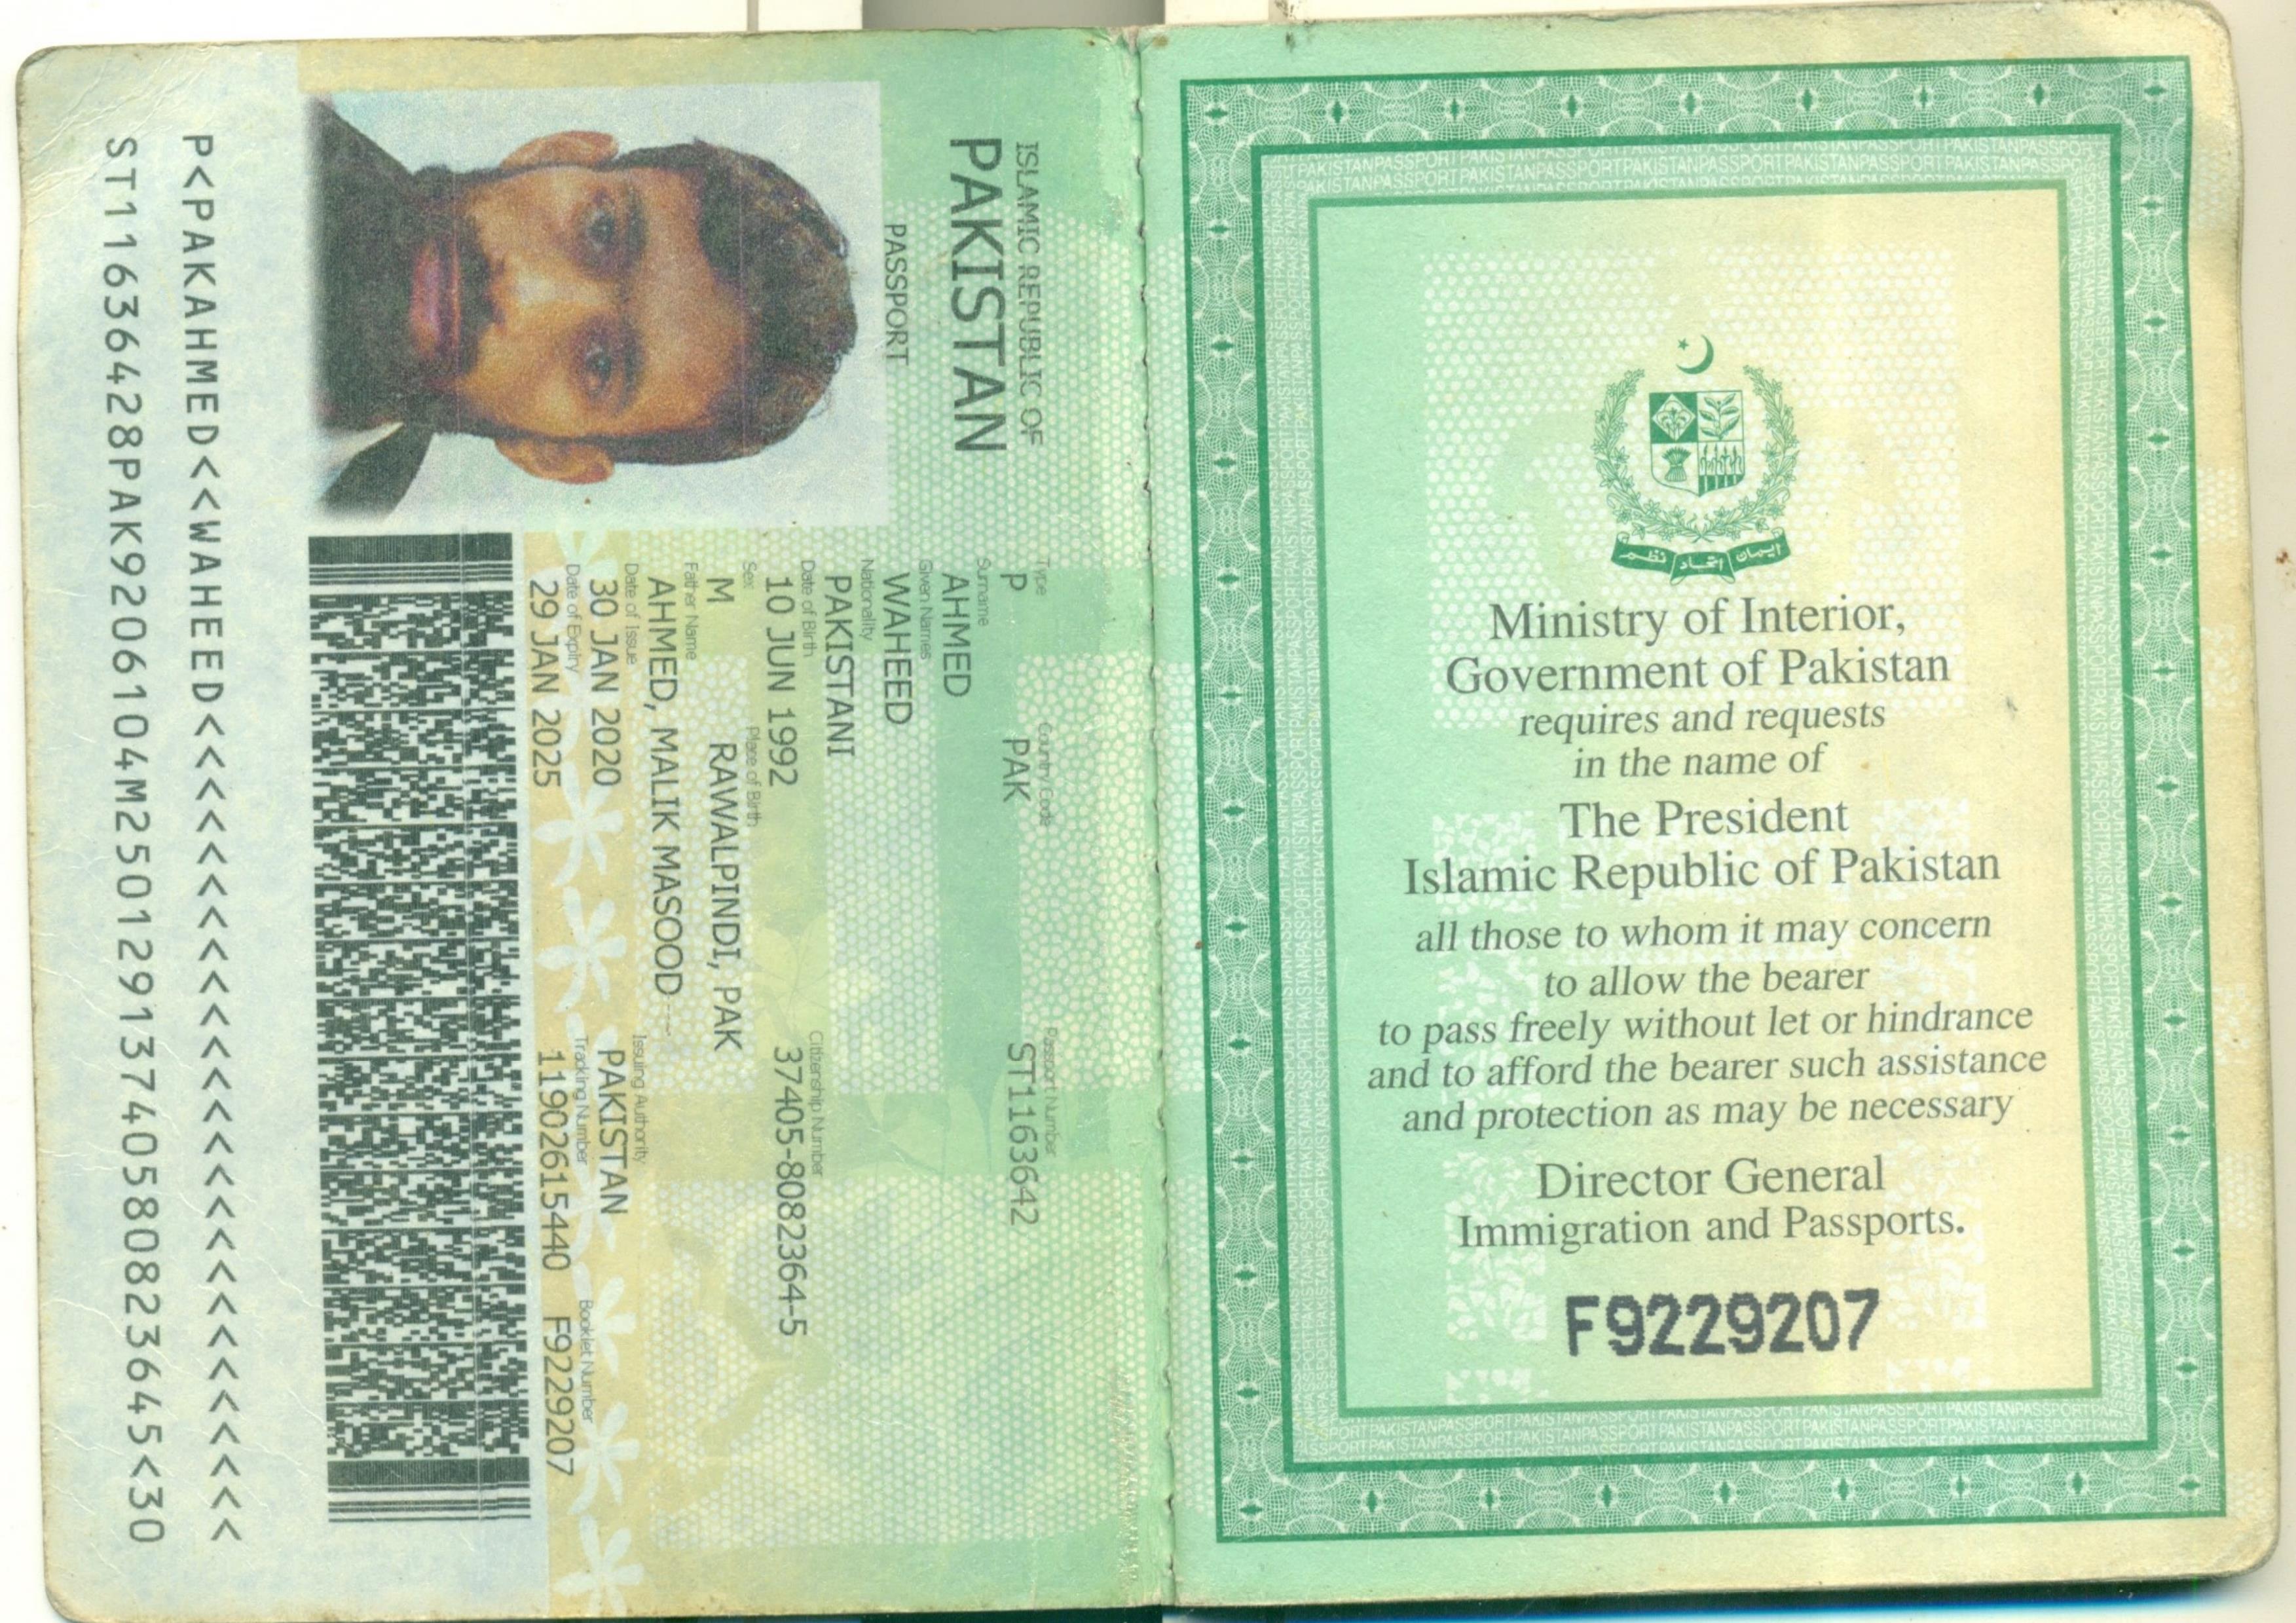 ISLAMIC REPUBLIC OF
PAKISTAN
PASSPORT
Type
Country Code
Passport Number
P
PAK
ST1163642
Surname
AHMED
Given Names
WAHEED
Nationality
PAKISTANI
Date of Birth
Citizenship Number
10 JUN 1992
37405-8082364-5
Sex
Place of Birth
M
RAWALPINDI, PAK
Father Name
AHMED, MALIK MASOOD
Date of Issue
Issuing Authority
30 JAN 2020
PAKISTAN
Date of Expiry
Tracking Number
Booklet Number
29 JAN 2025
11902615440
F9229207
P<PAKAHMED<<WAHEED<<<<<<<<<<<<<<<<<<<<<<<<<<
ST11636428PAK9206104M25012913740580823645<30
ایمان اتحاد نظم
Ministry of Interior,
Government of Pakistan
requires and requests
in the name of
The President
Islamic Republic of Pakistan
all those to whom it may concern
to allow the bearer
to pass freely without let or hindrance
and to afford the bearer such assistance
and protection as may be necessary
Director General
Immigration and Passports.
F9229207